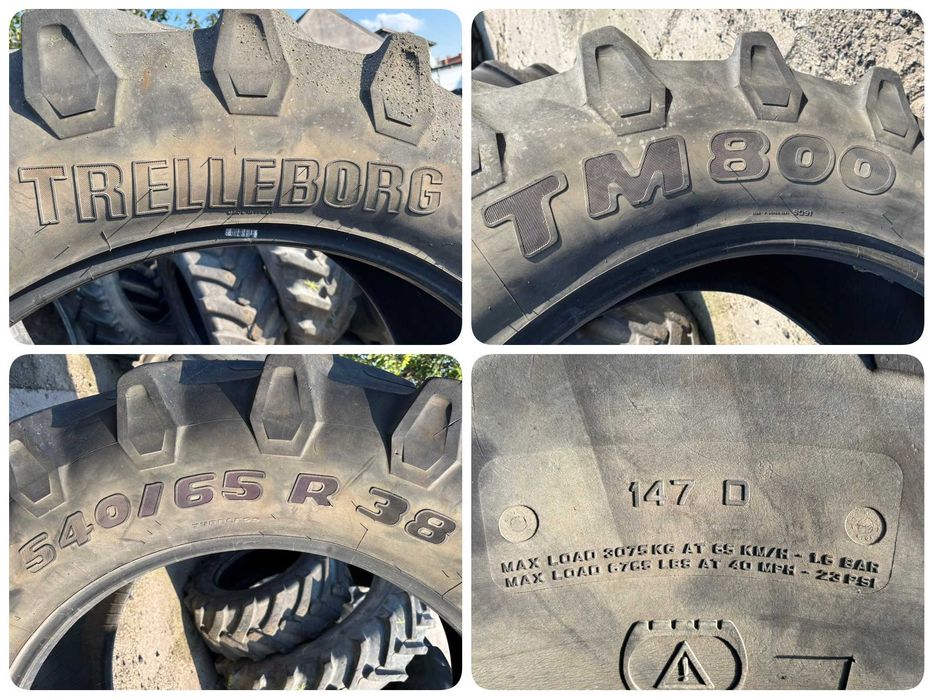 TRELLEBORG
TM800
540/65 R 38
TUBELESS
147 D
MAX LOAD 3075 KG AT 65 KM/H - 1.6 BAR
MAX LOAD 6765 LBS AT 40 MPH - 23 PSI